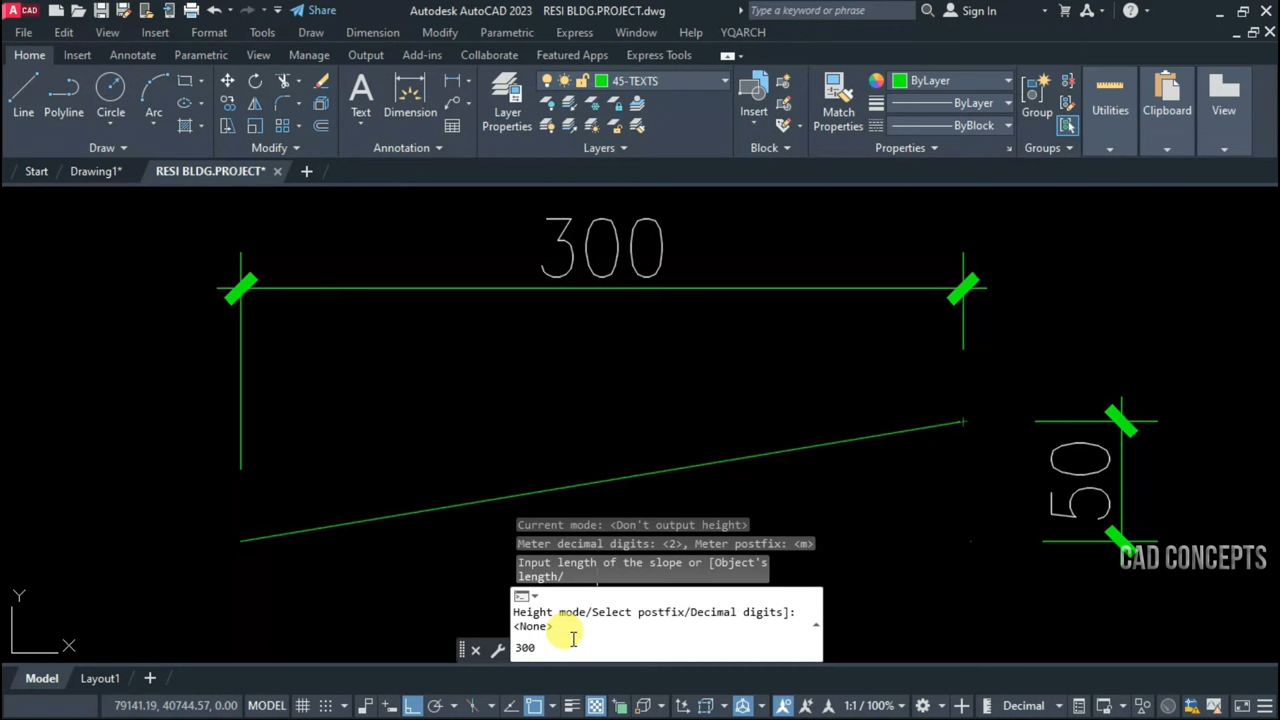 CAD
Share
Autodesk AutoCAD 2023 RESI BLDG.PROJECT.dwg
Type a keyword or phrase
Sign In
File Edit View Insert Format Tools Draw Dimension Modify Parametric Express Window Help YQARCH
Home Insert Annotate Parametric View Manage Output Add-ins Collaborate Featured Apps Express Tools
45-TEXTS
ByLayer
ByLayer
ByBlock
Line Polyline Circle Arc
Text Dimension
Layer
Properties
Insert
Match
Properties
Group
Utilities
Clipboard
View
Draw Modify Annotation Layers Block Properties Groups
Start Drawing1* RESI BLDG.PROJECT*
300
50
Current mode: <Don't output height>
Meter decimal digits: <2>, Meter postfix: <m>
Input length of the slope or [Object's
length/
Height mode/Select postfix/Decimal digits]:
<None>
300
CAD CONCEPTS
Y
X
Model Layout1
79141.19, 40744.57, 0.00 MODEL 1:1 / 100% Decimal